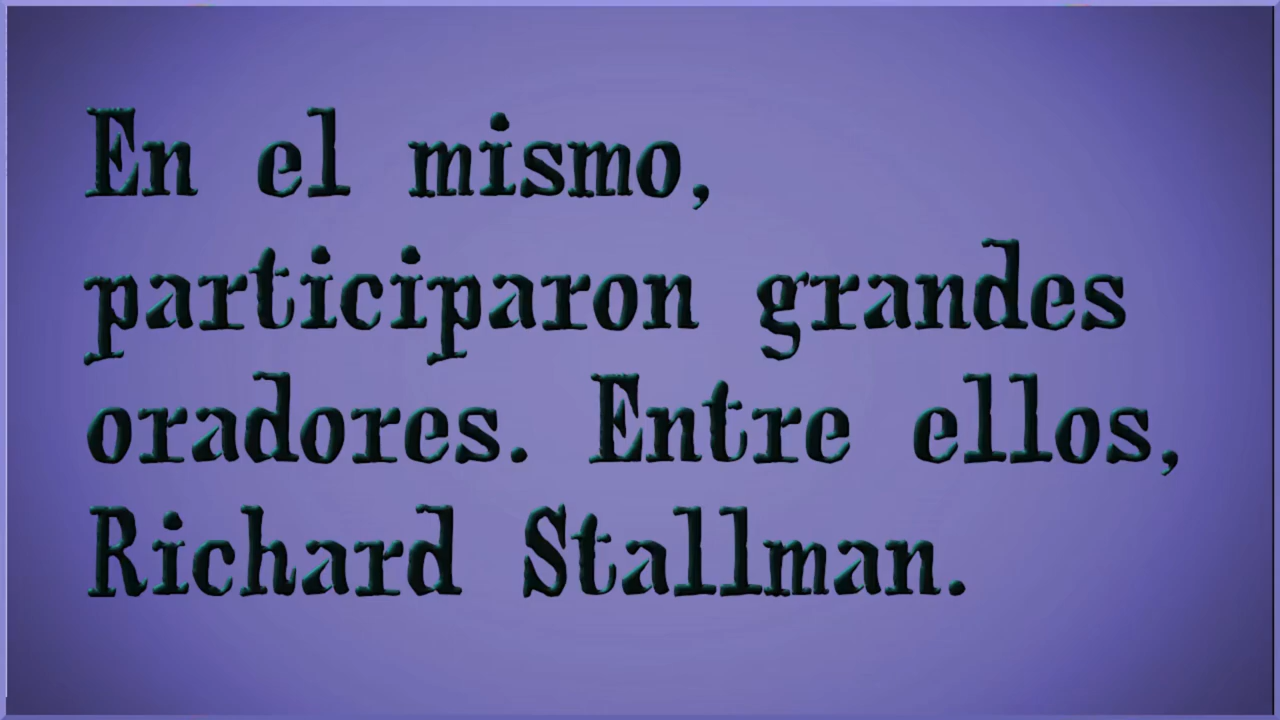 En el mismo,
participaron grandes
oradores. Entre ellos,
Richard Stallman.